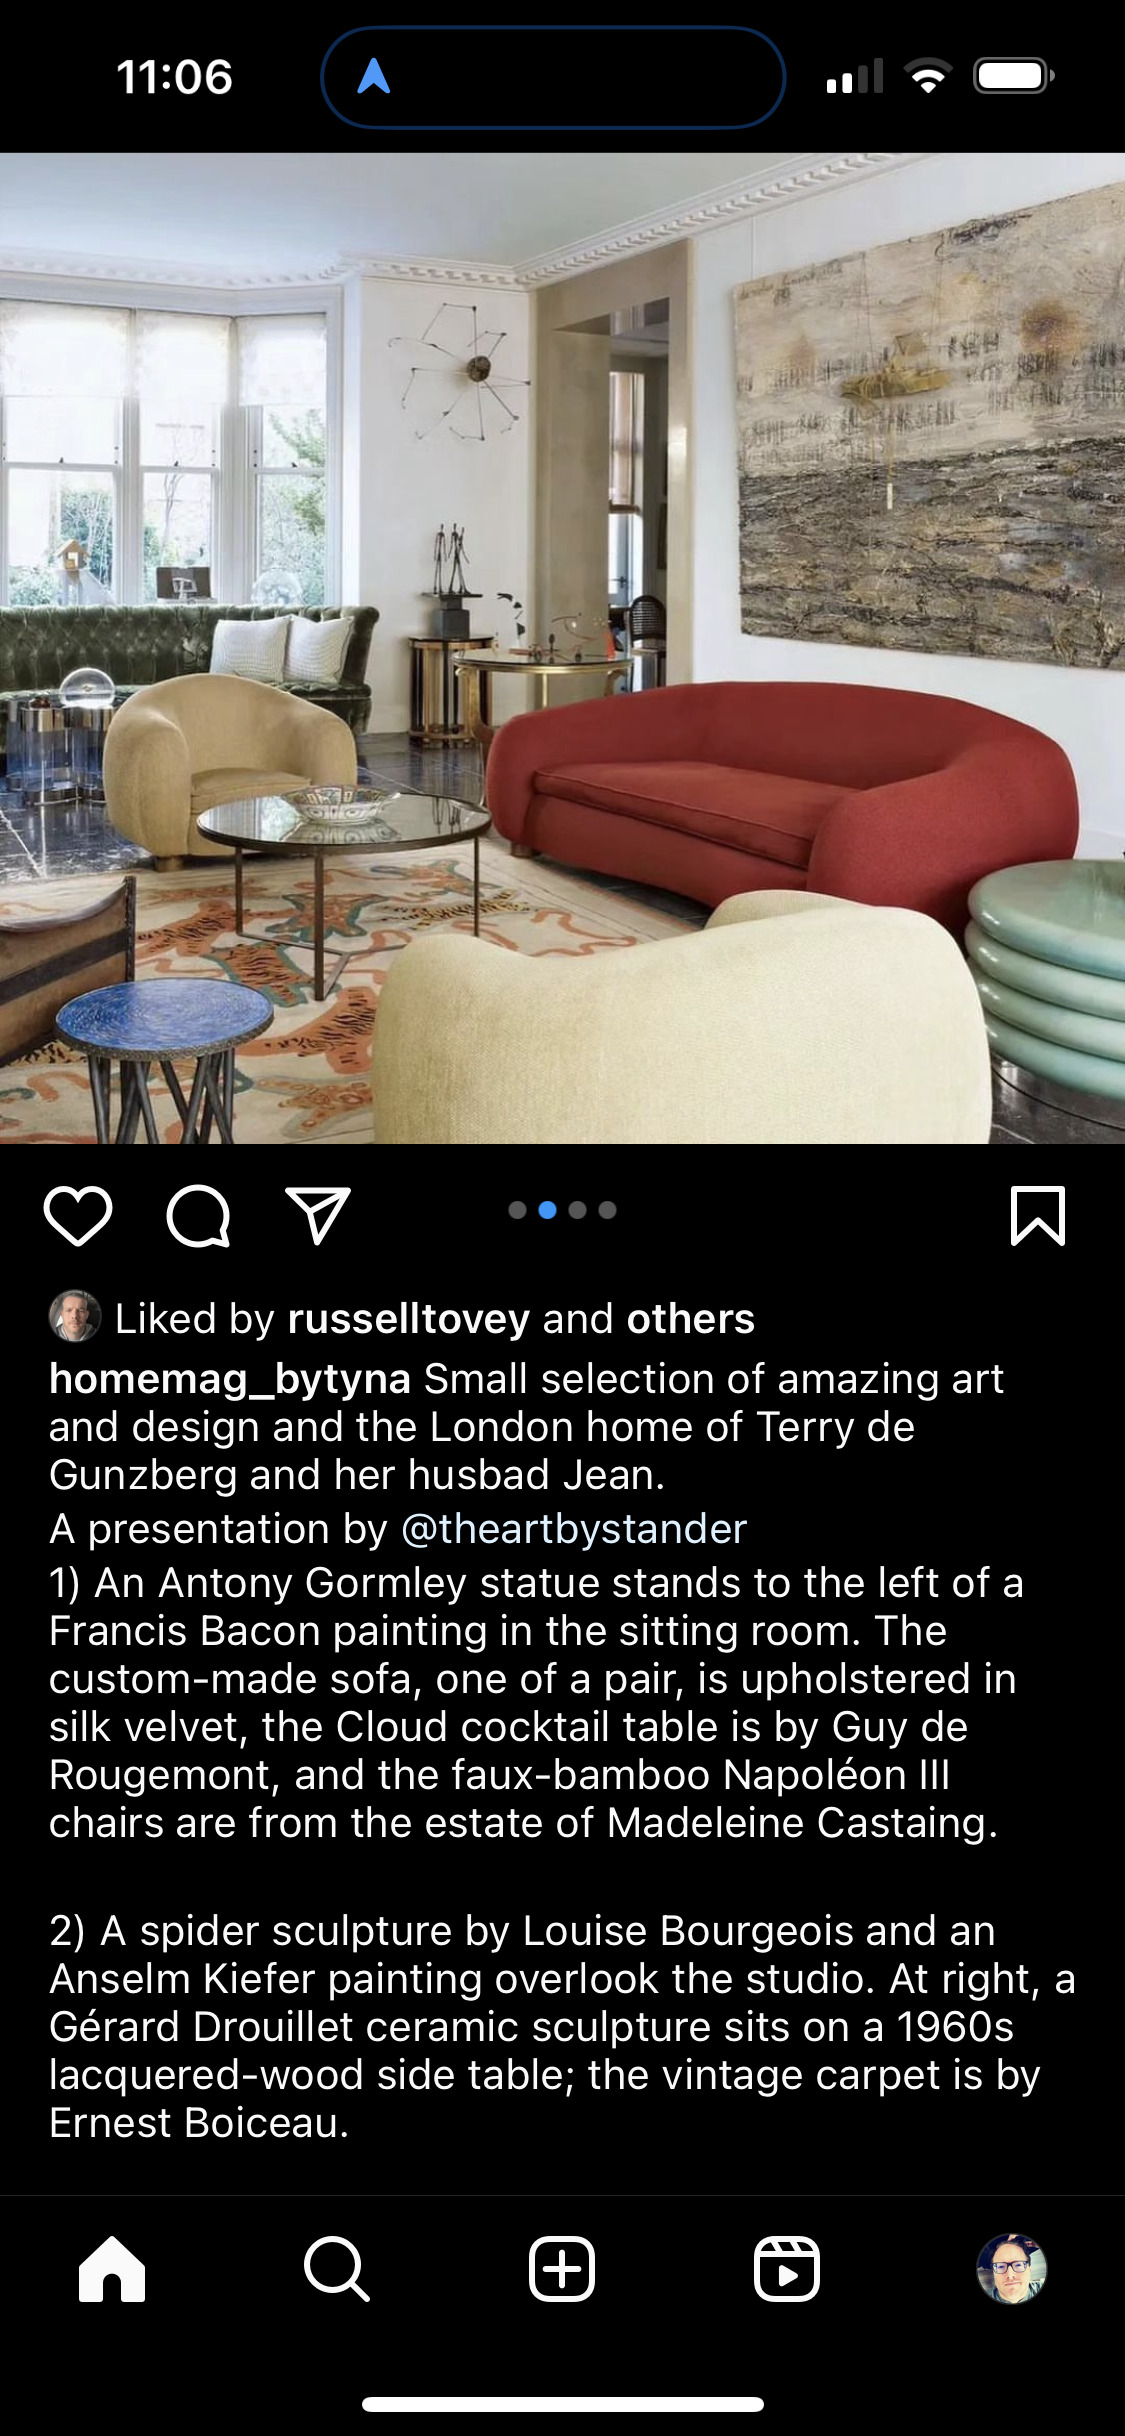 11:06
Liked by russelltovey and others
homemag_bytyna Small selection of amazing art
and design and the London home of Terry de
Gunzberg and her husbad Jean.
A presentation by @theartbystander
1) An Antony Gormley statue stands to the left of a
Francis Bacon painting in the sitting room. The
custom-made sofa, one of a pair, is upholstered in
silk velvet, the Cloud cocktail table is by Guy de
Rougemont, and the faux-bamboo Napoléon III
chairs are from the estate of Madeleine Castaing.
2) A spider sculpture by Louise Bourgeois and an
Anselm Kiefer painting overlook the studio. At right, a
Gérard Drouillet ceramic sculpture sits on a 1960s
lacquered-wood side table; the vintage carpet is by
Ernest Boiceau.